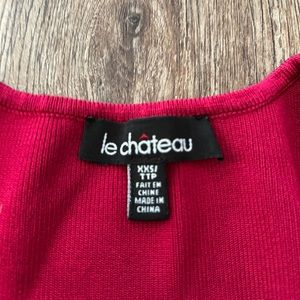 le château
XXS/
TTP
FAIT EN
CHINE
MADE IN
CHINA